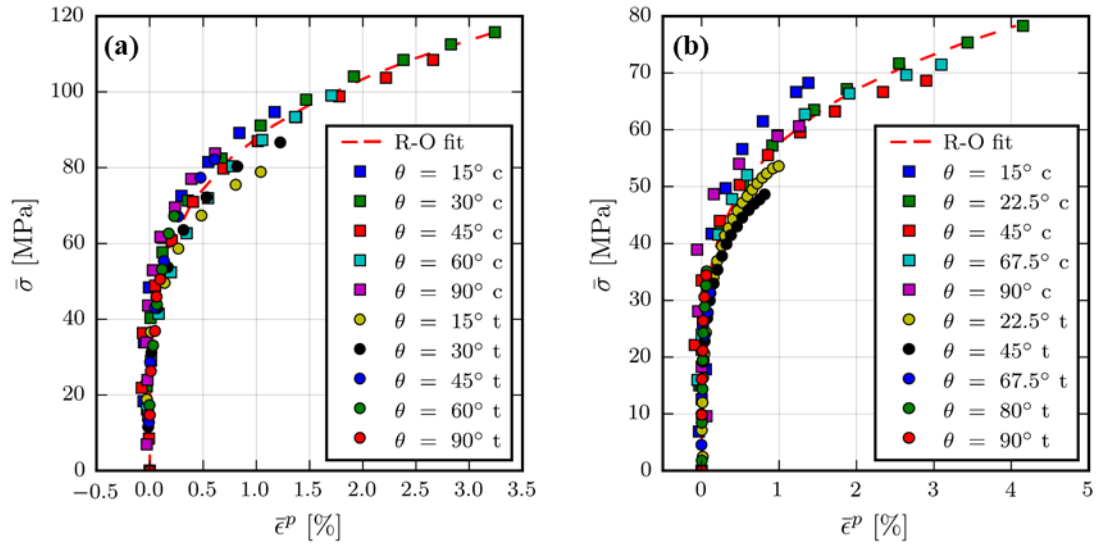 (a)
120
100
80
60
40
20
0
−0.5 0.0 0.5 1.0 1.5 2.0 2.5 3.0 3.5
σ̄ [MPa]
ε̄ᵖ [%]
R-O fit
θ = 15° c
θ = 30° c
θ = 45° c
θ = 60° c
θ = 90° c
θ = 15° t
θ = 30° t
θ = 45° t
θ = 60° t
θ = 90° t
(b)
80
70
60
50
40
30
20
10
0
0 1 2 3 4 5
σ̄ [MPa]
ε̄ᵖ [%]
R-O fit
θ = 15° c
θ = 22.5° c
θ = 45° c
θ = 67.5° c
θ = 90° c
θ = 22.5° t
θ = 45° t
θ = 67.5° t
θ = 80° t
θ = 90° t